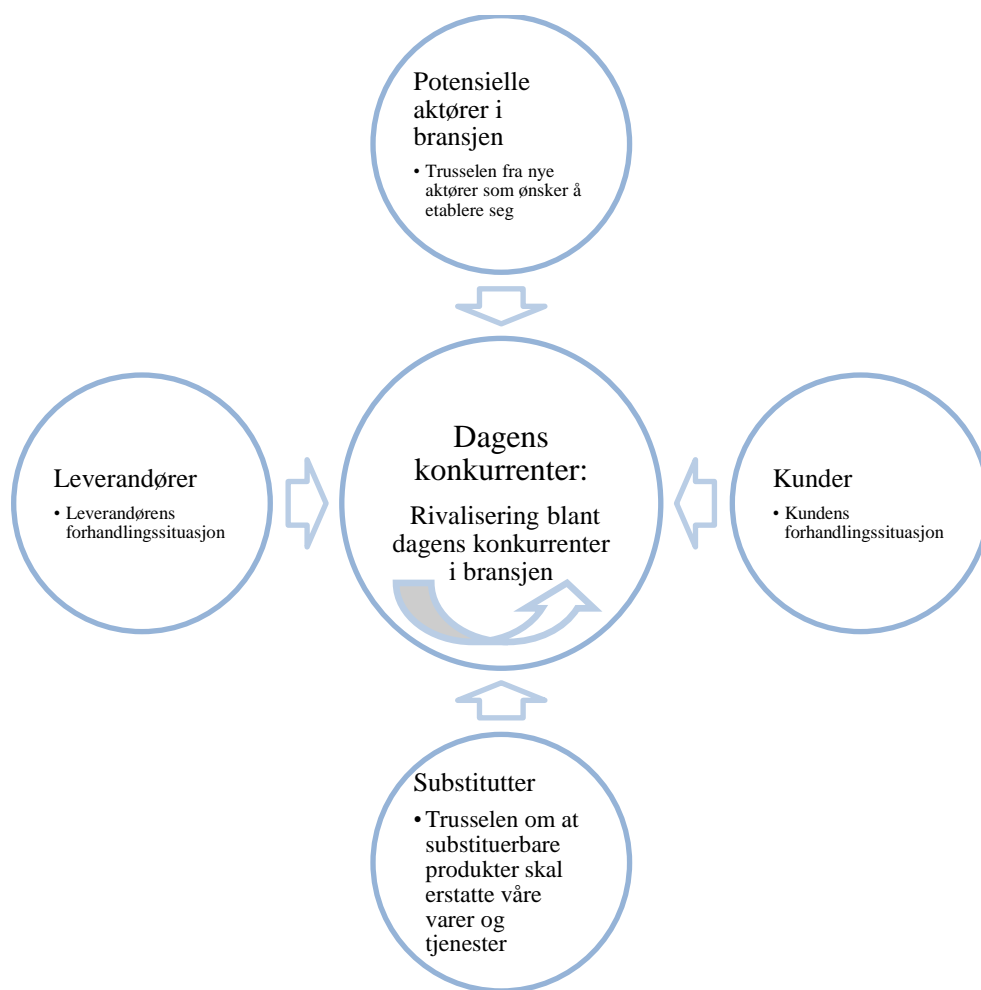 Potensielle
aktører i
bransjen
• Trusselen fra nye
aktører som ønsker å
etablere seg
Leverandører
• Leverandørens
forhandlingssituasjon
Dagens
konkurrenter:
Rivalisering blant
dagens konkurrenter
i bransjen
Kunder
• Kundens
forhandlingssituasjon
Substitutter
• Trusselen om at
substituerbare
produkter skal
erstatte våre
varer og
tjenester